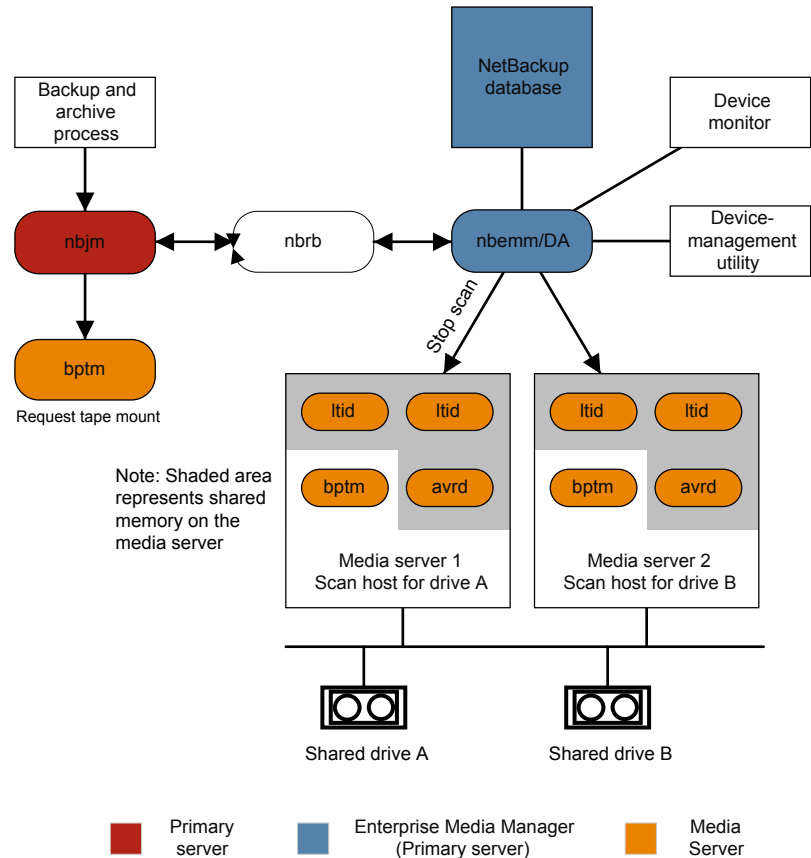 NetBackup
database
Backup and
archive
process
Device
monitor
nbjm
nbrb
nbemm/DA
Device-
management
utility
Stop scan
bptm
Request tape mount
ltid
ltid
ltid
ltid
Note: Shaded area
represents shared
memory on the
media server
bptm
avrd
bptm
avrd
Media server 1
Scan host for drive A
Media server 2
Scan host for drive B
Shared drive A
Shared drive B
Primary
server
Enterprise Media Manager
(Primary server)
Media
Server